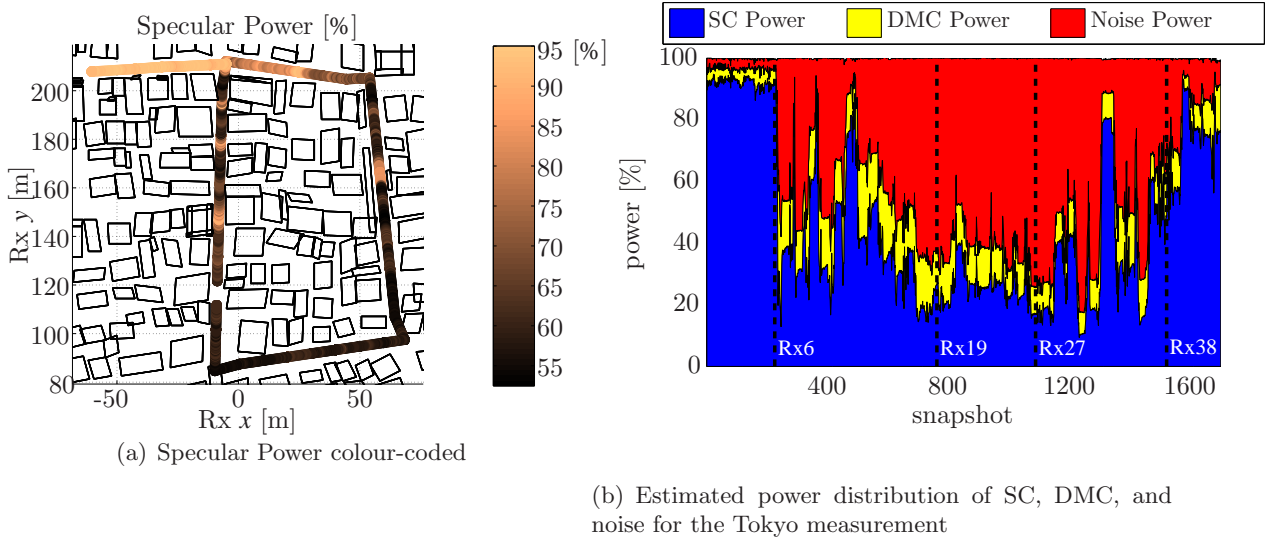 Specular Power [%]
200
180
160
140
120
100
80
Rx y [m]
-50
0
50
Rx x [m]
95 [%]
90
85
80
75
70
65
60
55
(a) Specular Power colour-coded
SC Power
DMC Power
Noise Power
100
80
60
40
20
0
power [%]
Rx6
Rx19
Rx27
Rx38
400
800
1200
1600
snapshot
(b) Estimated power distribution of SC, DMC, and
noise for the Tokyo measurement